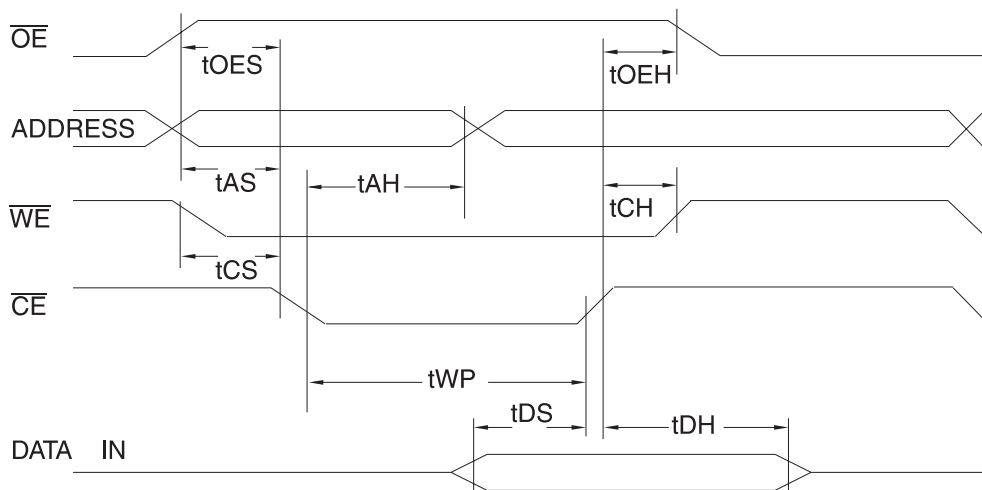 OE
tOES
tOEH
ADDRESS
tAS
tAH
tCH
WE
tCS
CE
tWP
tDS
tDH
DATA IN